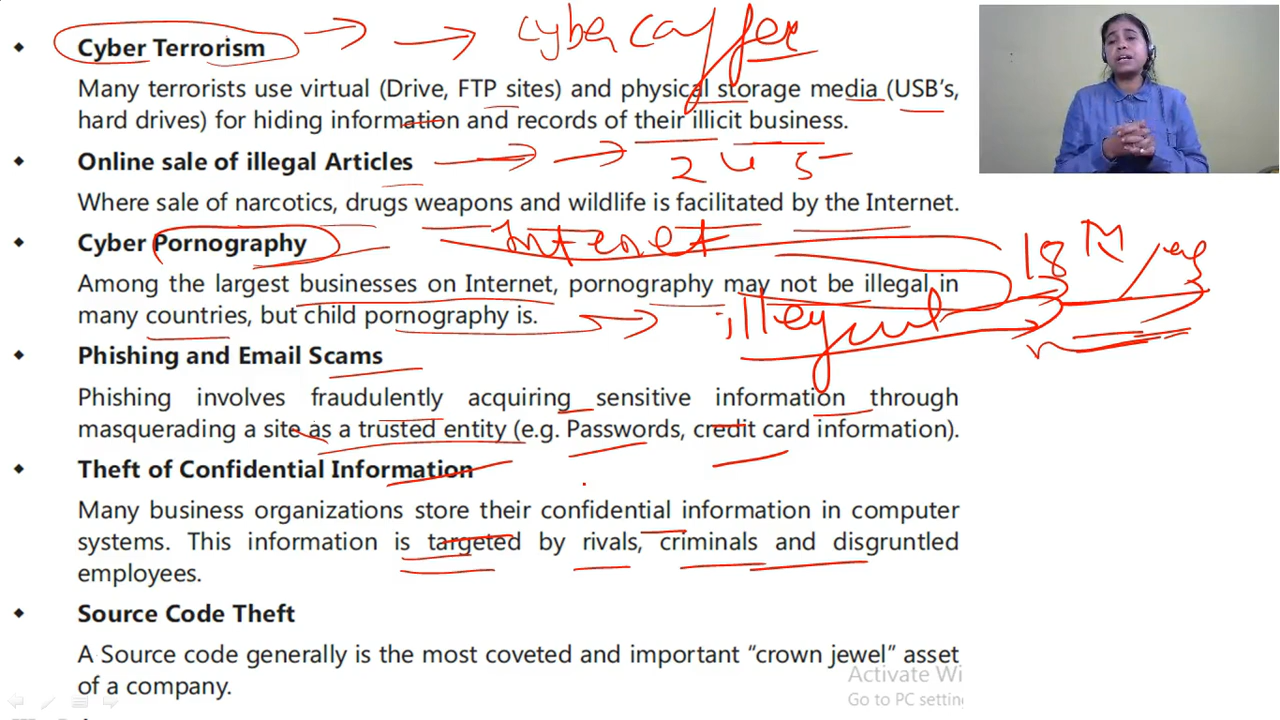 Cyber Terrorism
cyber caffer
Many terrorists use virtual (Drive, FTP sites) and physical storage media (USB's,
hard drives) for hiding information and records of their illicit business.
Online sale of illegal Articles
Where sale of narcotics, drugs weapons and wildlife is facilitated by the Internet.
Cyber Pornography
Among the largest businesses on Internet, pornography may not be illegal in
many countries, but child pornography is.
18
Phishing and Email Scams
Phishing involves fraudulently acquiring sensitive information through
masquerading a site as a trusted entity (e.g. Passwords, credit card information).
Theft of Confidential Information
Many business organizations store their confidential information in computer
systems. This information is targeted by rivals, criminals and disgruntled
employees.
Source Code Theft
A Source code generally is the most coveted and important “crown jewel” asset
of a company.
Activate Wi
Go to PC setting